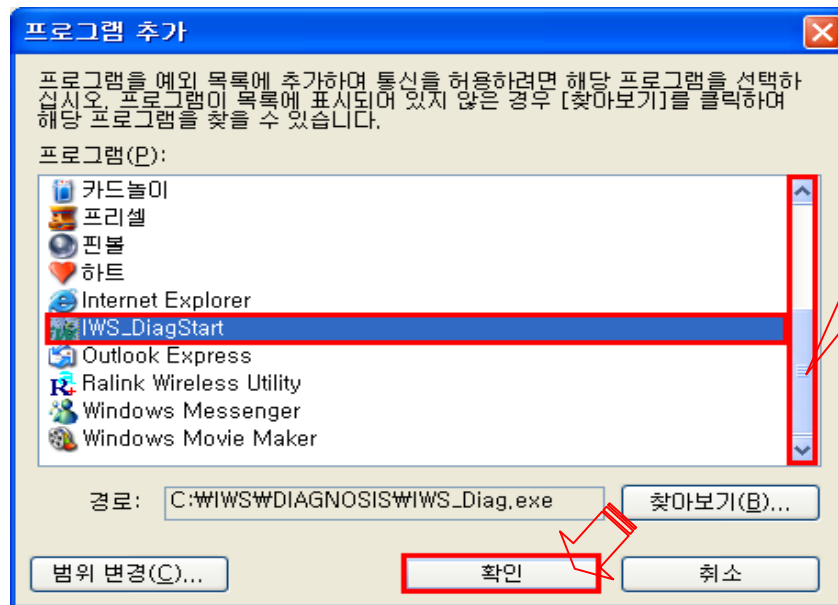 프로그램 추가
프로그램을 예외 목록에 추가하며 통신을 허용하려면 해당 프로그램을 선택하
십시오. 프로그램이 목록에 표시되어 있지 않은 경우 [찾아보기]를 클릭하여
해당 프로그램을 찾을 수 있습니다.
프로그램(P):
카드놀이
프리셀
핀볼
하트
Internet Explorer
IWS_DiagStart
Outlook Express
Ralink Wireless Utility
Windows Messenger
Windows Movie Maker
경로: C:₩IWS₩DIAGNOSIS₩IWS_Diag.exe 찾아보기(B)...
범위 변경(C)... 확인 취소